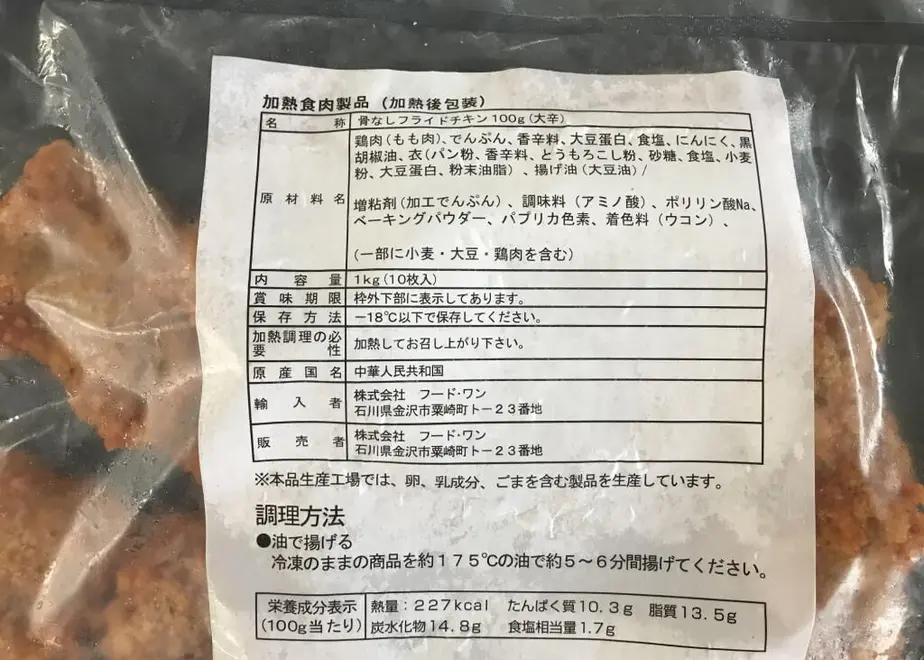 加熱食肉製品（加熱後包装）
名称 骨なしフライドチキン100g（大辛）
原材料名 鶏肉（もも肉）、でんぷん、香辛料、大豆蛋白、食塩、にんにく、黒
胡椒油、衣（パン粉、香辛料、とうもろこし粉、砂糖、食塩、小麦
粉、大豆蛋白、粉末油脂）、揚げ油（大豆油）/
増粘剤（加工でんぷん）、調味料（アミノ酸）、ポリリン酸Na、
ベーキングパウダー、パプリカ色素、着色料（ウコン）、
（一部に小麦・大豆・鶏肉を含む）
内容量 1kg（10枚入）
賞味期限 枠外下部に表示してあります。
保存方法 −18℃以下で保存してください。
加熱調理の必
要性 加熱してお召し上がり下さい。
原産国名 中華人民共和国
輸入者 株式会社 フード・ワン
石川県金沢市粟崎町ト−２３番地
販売者 株式会社 フード・ワン
石川県金沢市粟崎町ト−２３番地
※本品生産工場では、卵、乳成分、ごまを含む製品を生産しています。
調理方法
●油で揚げる
冷凍のままの商品を約１７５℃の油で約５〜６分間揚げてください。
栄養成分表示 熱量：227kcal たんぱく質10.3g 脂質13.5g
（100g当たり） 炭水化物14.8g 食塩相当量1.7g